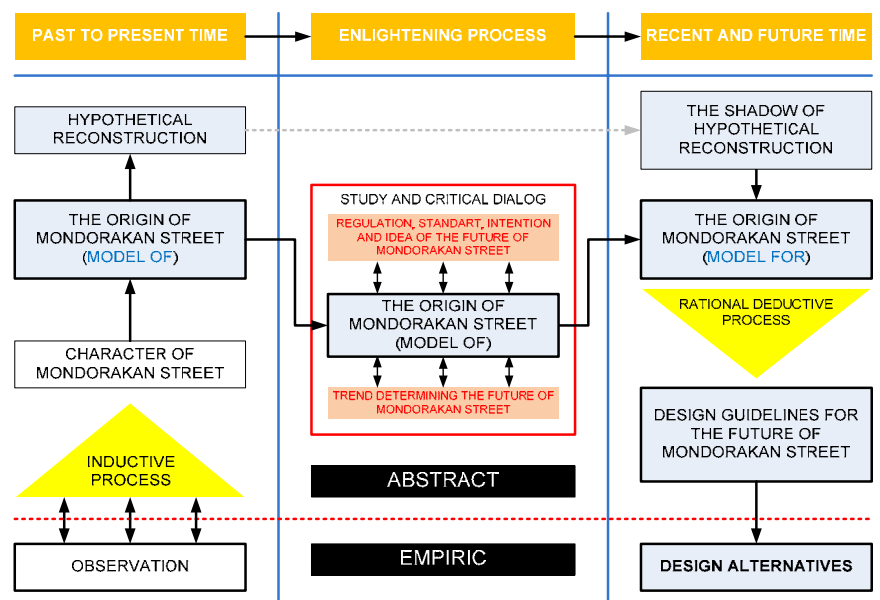 PAST TO PRESENT TIME
ENLIGHTENING PROCESS
RECENT AND FUTURE TIME
HYPOTHETICAL
RECONSTRUCTION
THE ORIGIN OF
MONDORAKAN STREET
(MODEL OF)
CHARACTER OF
MONDORAKAN STREET
INDUCTIVE
PROCESS
OBSERVATION
STUDY AND CRITICAL DIALOG
REGULATION, STANDART, INTENTION
AND IDEA OF THE FUTURE OF
MONDORAKAN STREET
THE ORIGIN OF
MONDORAKAN STREET
(MODEL OF)
TREND DETERMINING THE FUTURE OF
MONDORAKAN STREET
ABSTRACT
EMPIRIC
THE SHADOW OF
HYPOTHETICAL
RECONSTRUCTION
THE ORIGIN OF
MONDORAKAN STREET
(MODEL FOR)
RATIONAL DEDUCTIVE
PROCESS
DESIGN GUIDELINES FOR
THE FUTURE OF
MONDORAKAN STREET
DESIGN ALTERNATIVES